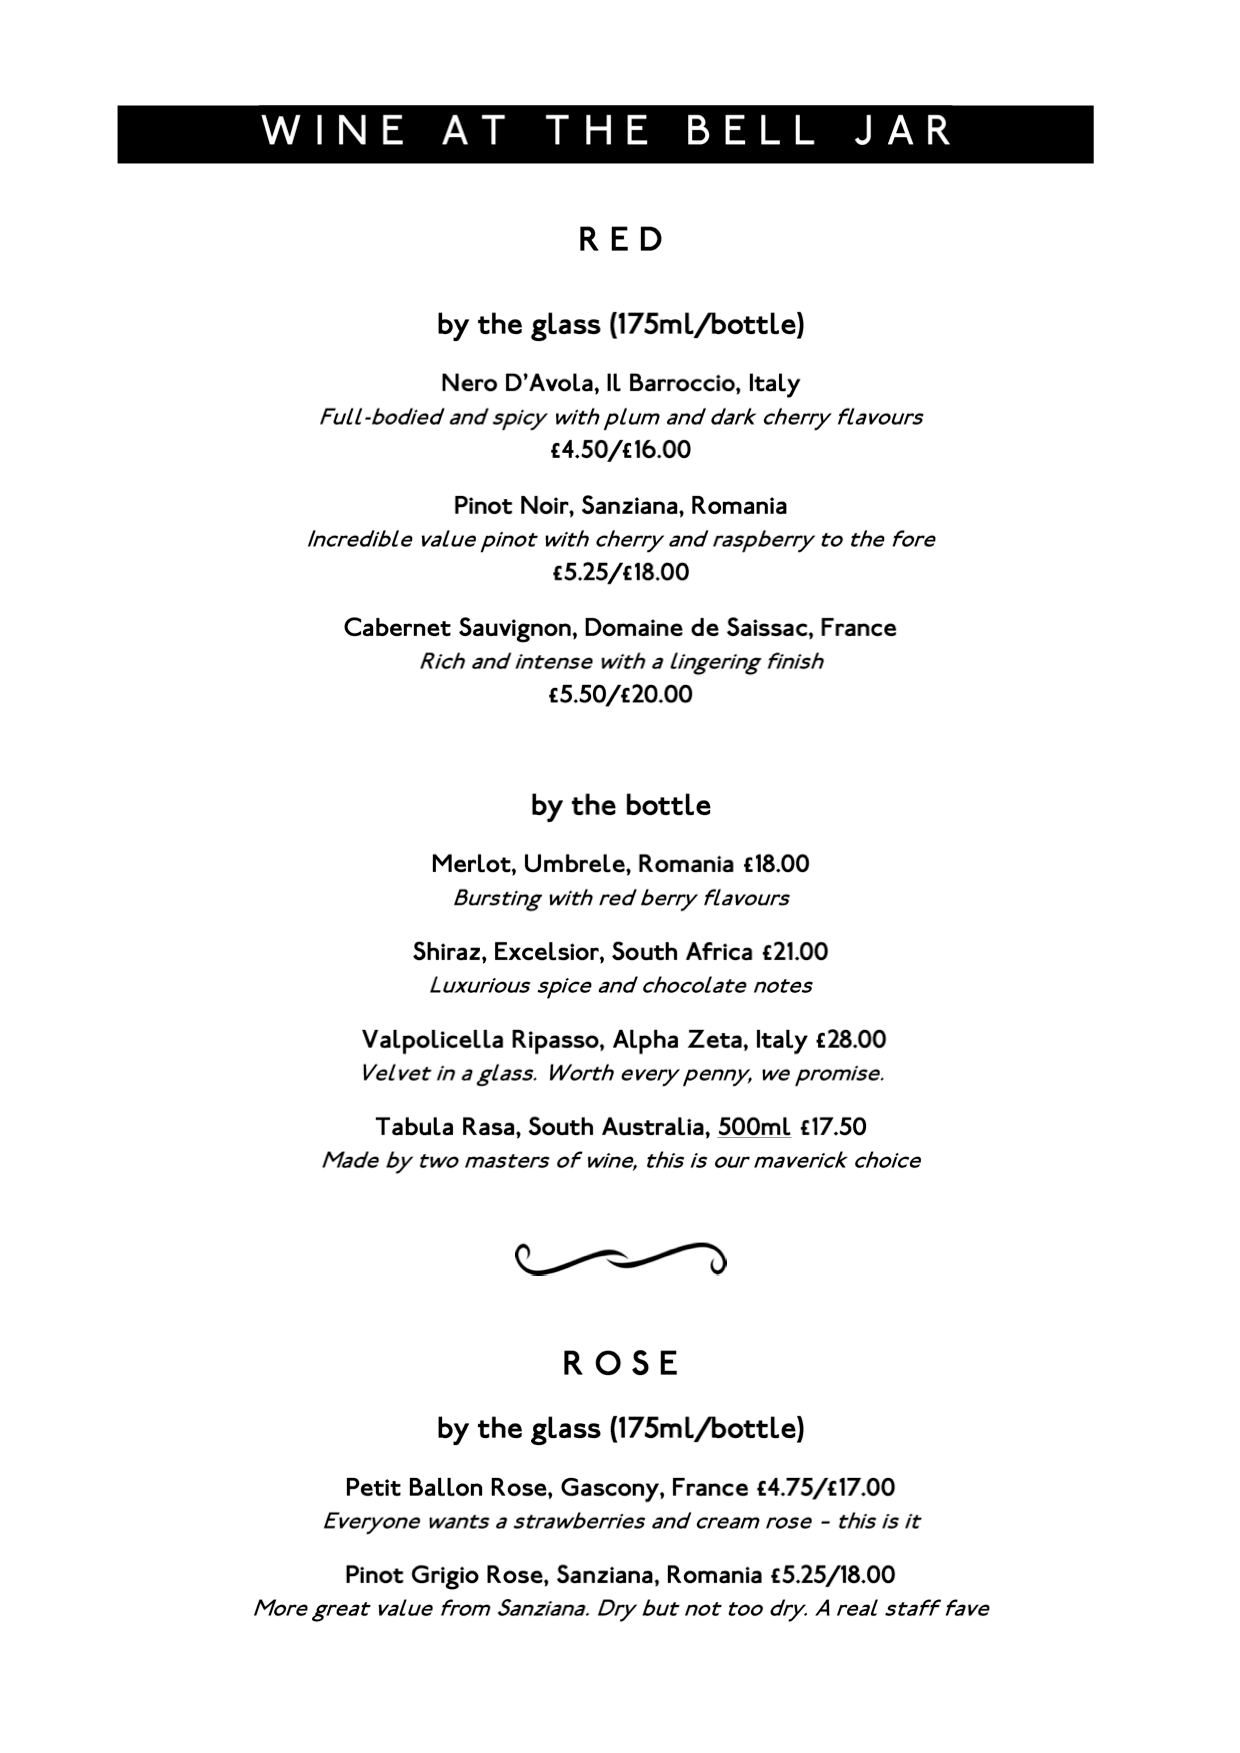 WINE AT THE BELL JAR
RED
by the glass (175ml/bottle)
Nero D'Avola, Il Barroccio, Italy
Full-bodied and spicy with plum and dark cherry flavours
£4.50/£16.00
Pinot Noir, Sanziana, Romania
Incredible value pinot with cherry and raspberry to the fore
£5.25/£18.00
Cabernet Sauvignon, Domaine de Saissac, France
Rich and intense with a lingering finish
£5.50/£20.00
by the bottle
Merlot, Umbrele, Romania £18.00
Bursting with red berry flavours
Shiraz, Excelsior, South Africa £21.00
Luxurious spice and chocolate notes
Valpolicella Ripasso, Alpha Zeta, Italy £28.00
Velvet in a glass. Worth every penny, we promise.
Tabula Rasa, South Australia, 500ml £17.50
Made by two masters of wine, this is our maverick choice
ROSE
by the glass (175ml/bottle)
Petit Ballon Rose, Gascony, France £4.75/£17.00
Everyone wants a strawberries and cream rose – this is it
Pinot Grigio Rose, Sanziana, Romania £5.25/18.00
More great value from Sanziana. Dry but not too dry. A real staff fave